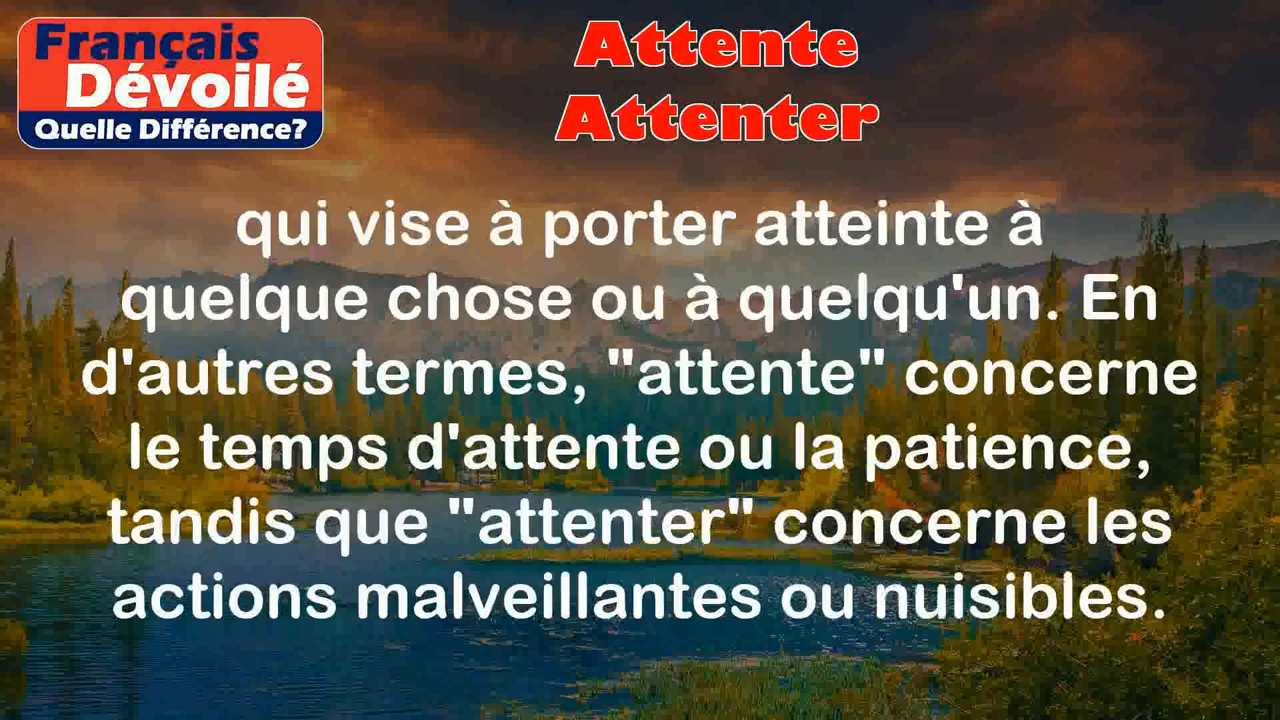 Français
Dévoilé
Quelle Différence?
Attente
Attenter
qui vise à porter atteinte à
quelque chose ou à quelqu'un. En
d'autres termes, "attente" concerne
le temps d'attente ou la patience,
tandis que "attenter" concerne les
actions malveillantes ou nuisibles.